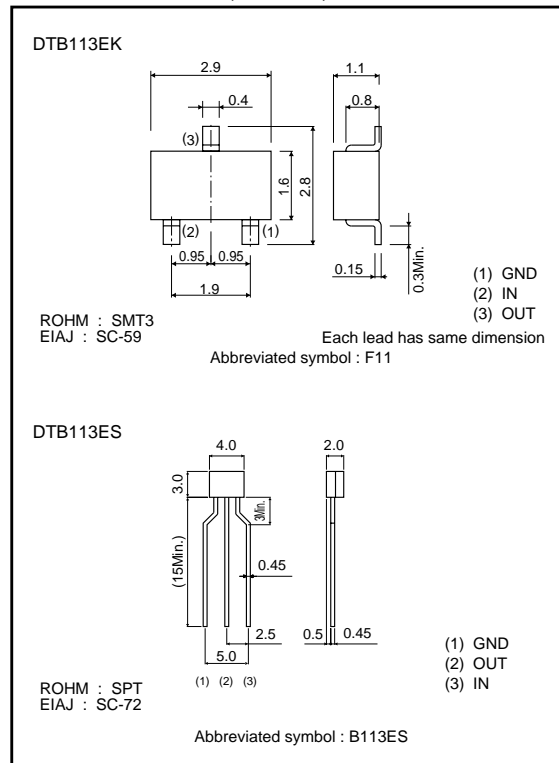 DTB113EK
2.9
1.1
0.4
0.8
(3)
1.6
2.8
(2)
(1)
0.95 0.95
0.15
0.3Min.
1.9
(1) GND
(2) IN
(3) OUT
ROHM : SMT3
EIAJ : SC-59
Each lead has same dimension
Abbreviated symbol : F11
DTB113ES
4.0
2.0
3.0
3Min.
(15Min.)
0.45
2.5
0.5 0.45
5.0
(1) (2) (3)
(1) GND
(2) OUT
(3) IN
ROHM : SPT
EIAJ : SC-72
Abbreviated symbol : B113ES